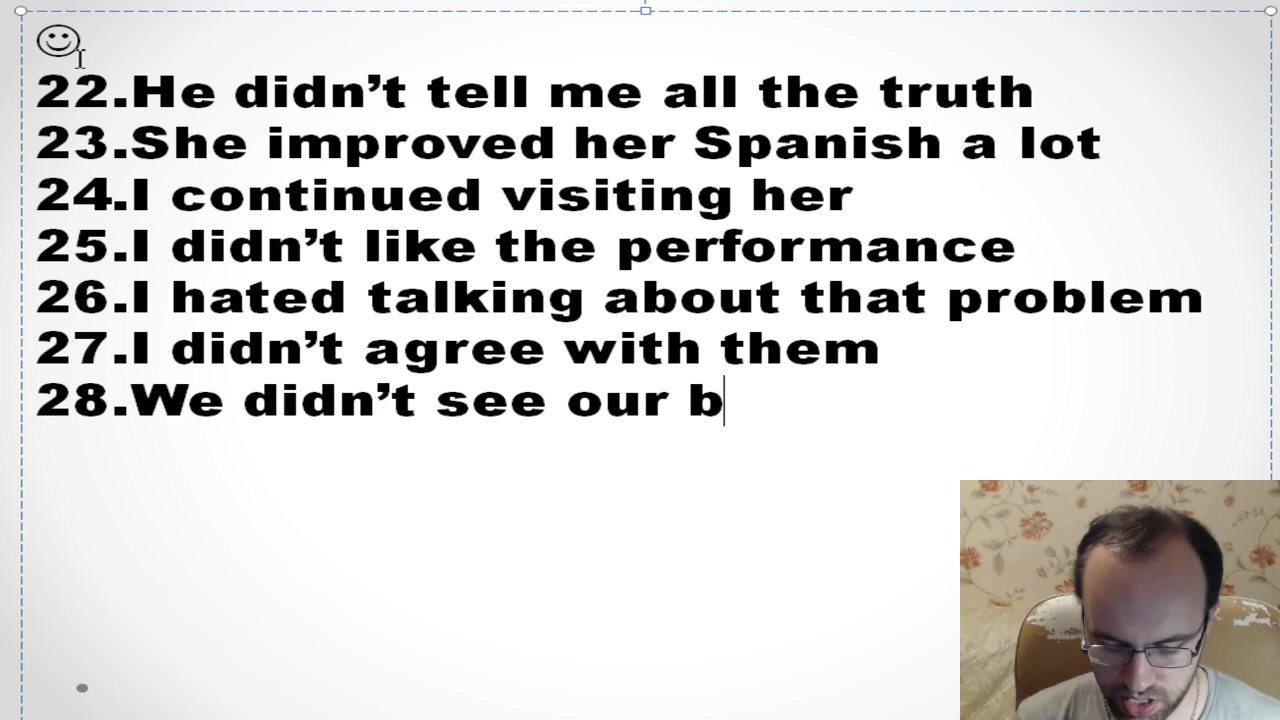 ☺
22.He didn’t tell me all the truth
23.She improved her Spanish a lot
24.I continued visiting her
25.I didn’t like the performance
26.I hated talking about that problem
27.I didn’t agree with them
28.We didn’t see our b